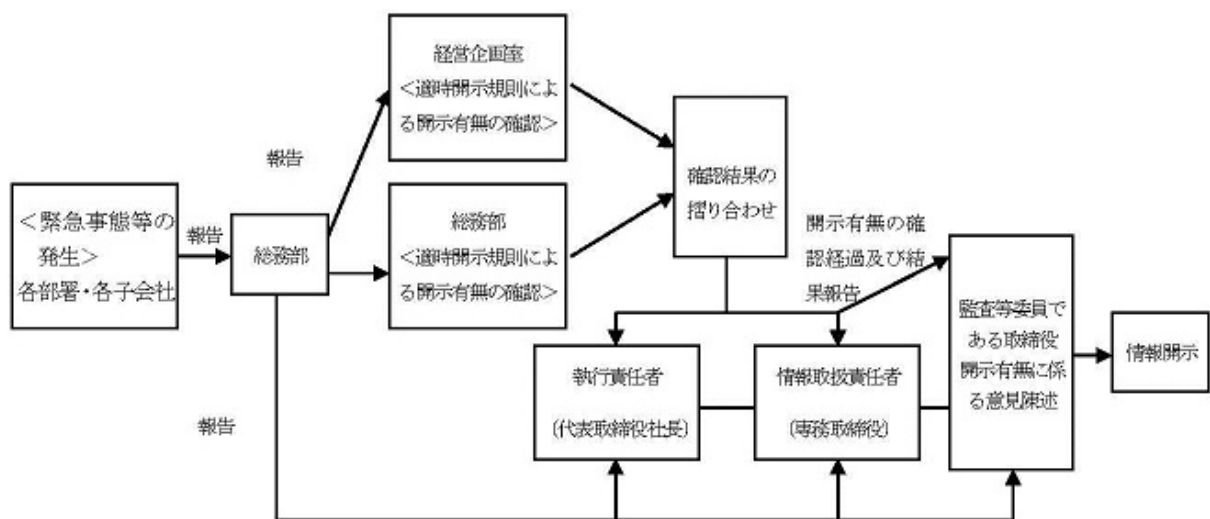 経営企画室
＜適時開示規則によ
る開示有無の確認＞
報告
＜緊急事態等の
発生＞
各部署・各子会社
報告
総務部
総務部
＜適時開示規則によ
る開示有無の確認＞
確認結果の
摺り合わせ
開示有無の確
認経過及び結
果報告
監査等委員で
ある取締役
開示有無に係
る意見陳述
情報開示
執行責任者
（代表取締役社長）
情報取扱責任者
（専務取締役）
報告